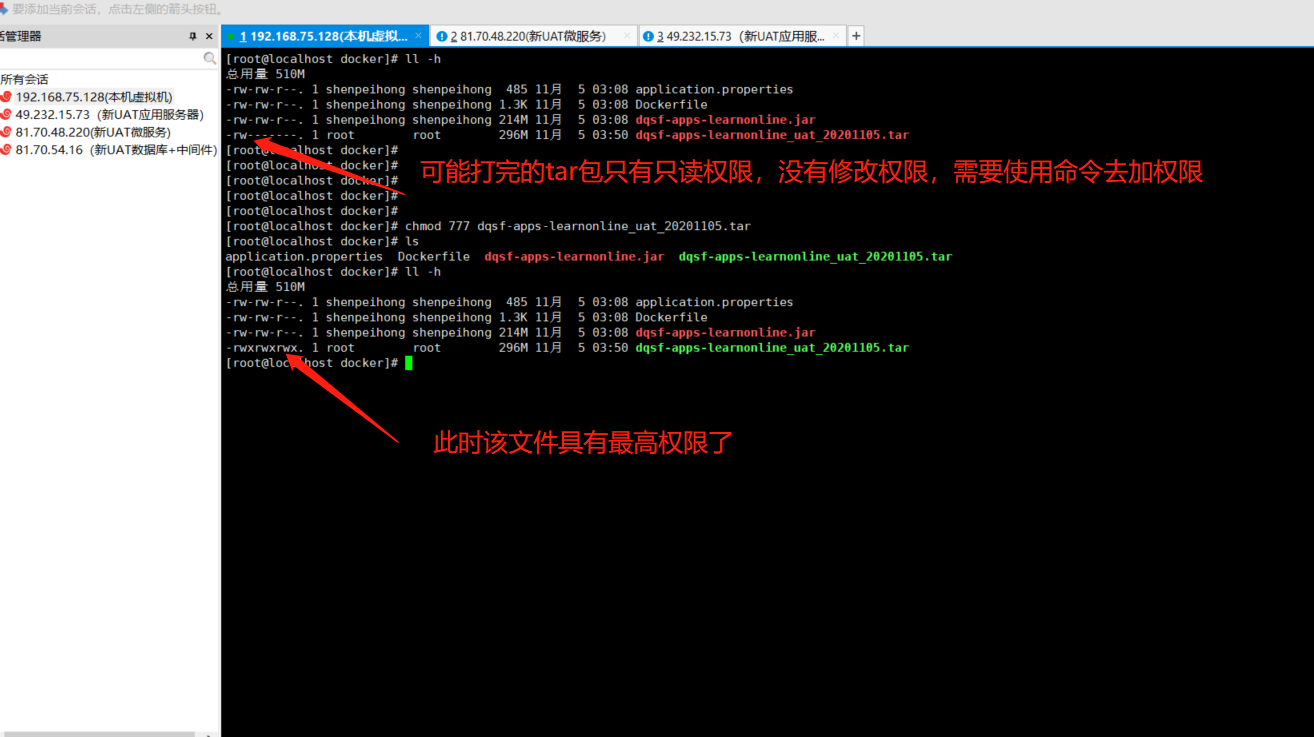 要添加当前会话，点击左侧的箭头按钮。
话管理器
1 192.168.75.128(本机虚拟...
2 81.70.48.220(新UAT微服务)
3 49.232.15.73（新UAT应用服...
所有会话
192.168.75.128(本机虚拟机)
49.232.15.73（新UAT应用服务器）
81.70.48.220(新UAT微服务)
81.70.54.16（新UAT数据库+中间件)
[root@localhost docker]# ll -h
总用量 510M
-rw-rw-r--. 1 shenpeihong shenpeihong  485 11月  5 03:08 application.properties
-rw-rw-r--. 1 shenpeihong shenpeihong 1.3K 11月  5 03:08 Dockerfile
-rw-rw-r--. 1 shenpeihong shenpeihong 214M 11月  5 03:08 dqsf-apps-learnonline.jar
-rw-------. 1 root        root        296M 11月  5 03:50 dqsf-apps-learnonline_uat_20201105.tar
[root@localhost docker]#
[root@localhost docker]#
[root@localhost docker]#
[root@localhost docker]#
[root@localhost docker]#
可能打完的tar包只有只读权限，没有修改权限，需要使用命令去加权限
[root@localhost docker]# chmod 777 dqsf-apps-learnonline_uat_20201105.tar
[root@localhost docker]# ls
application.properties  Dockerfile  dqsf-apps-learnonline.jar  dqsf-apps-learnonline_uat_20201105.tar
[root@localhost docker]# ll -h
总用量 510M
-rw-rw-r--. 1 shenpeihong shenpeihong  485 11月  5 03:08 application.properties
-rw-rw-r--. 1 shenpeihong shenpeihong 1.3K 11月  5 03:08 Dockerfile
-rw-rw-r--. 1 shenpeihong shenpeihong 214M 11月  5 03:08 dqsf-apps-learnonline.jar
-rwxrwxrwx. 1 root        root        296M 11月  5 03:50 dqsf-apps-learnonline_uat_20201105.tar
[root@localhost docker]#
此时该文件具有最高权限了